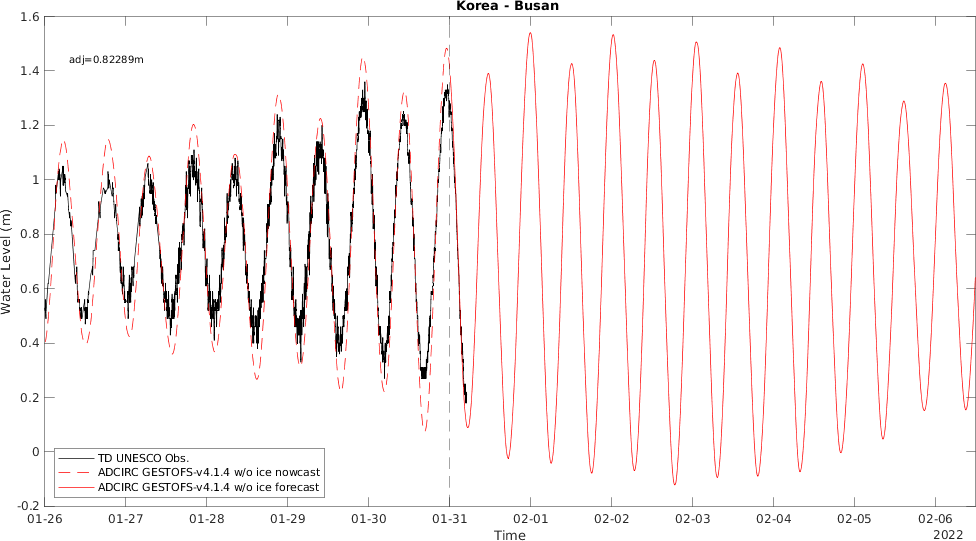 Korea - Busan
adj=0.82289m
1.6
1.4
1.2
1
0.8
0.6
0.4
0.2
0
-0.2
Water Level (m)
TD UNESCO Obs.
ADCIRC GESTOFS-v4.1.4 w/o ice nowcast
ADCIRC GESTOFS-v4.1.4 w/o ice forecast
01-26 01-27 01-28 01-29 01-30 01-31 02-01 02-02 02-03 02-04 02-05 02-06
Time
2022